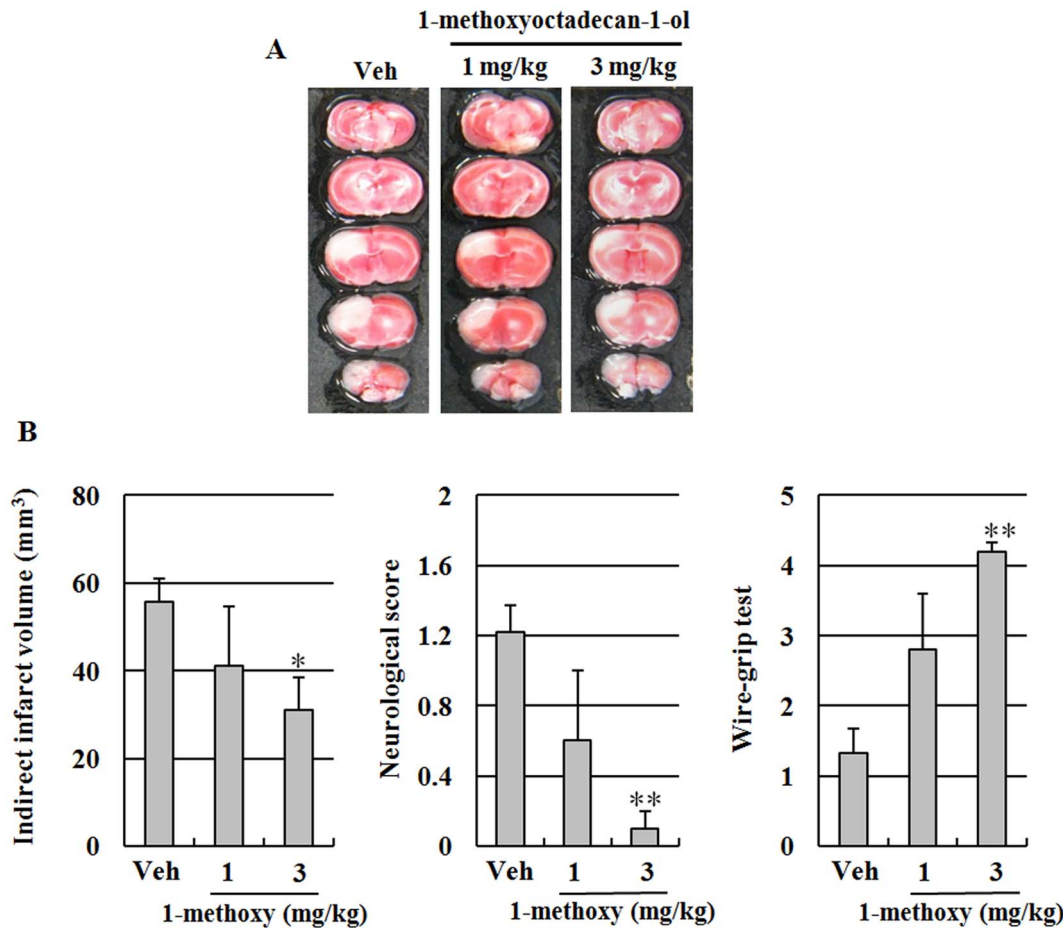 1-methoxyoctadecan-1-ol
A
Veh
1 mg/kg
3 mg/kg
B
Indirect infarct volume (mm³)
80
60
40
20
0
*
Veh
1
3
1-methoxy (mg/kg)
Neurological score
2
1.6
1.2
0.8
0.4
0
**
Veh
1
3
1-methoxy (mg/kg)
Wire-grip test
5
4
3
2
1
0
**
Veh
1
3
1-methoxy (mg/kg)